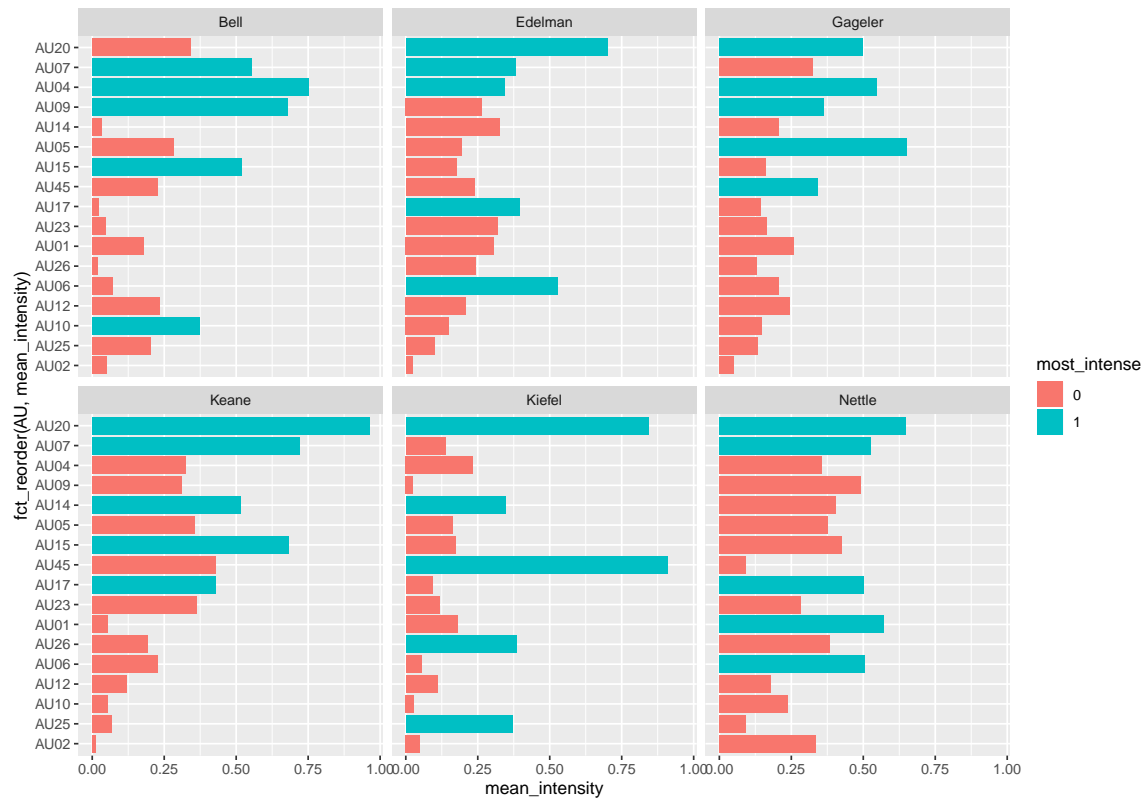 Bell
Edelman
Gageler
AU20
AU07
AU04
AU09
AU14
AU05
AU15
AU45
AU17
AU23
AU01
AU26
AU06
AU12
AU10
AU25
AU02
Keane
Kiefel
Nettle
AU20
AU07
AU04
AU09
AU14
AU05
AU15
AU45
AU17
AU23
AU01
AU26
AU06
AU12
AU10
AU25
AU02
0.00 0.25 0.50 0.75 1.00
0.00 0.25 0.50 0.75 1.00
0.00 0.25 0.50 0.75 1.00
mean_intensity
fct_reorder(AU, mean_intensity)
most_intense
0
1